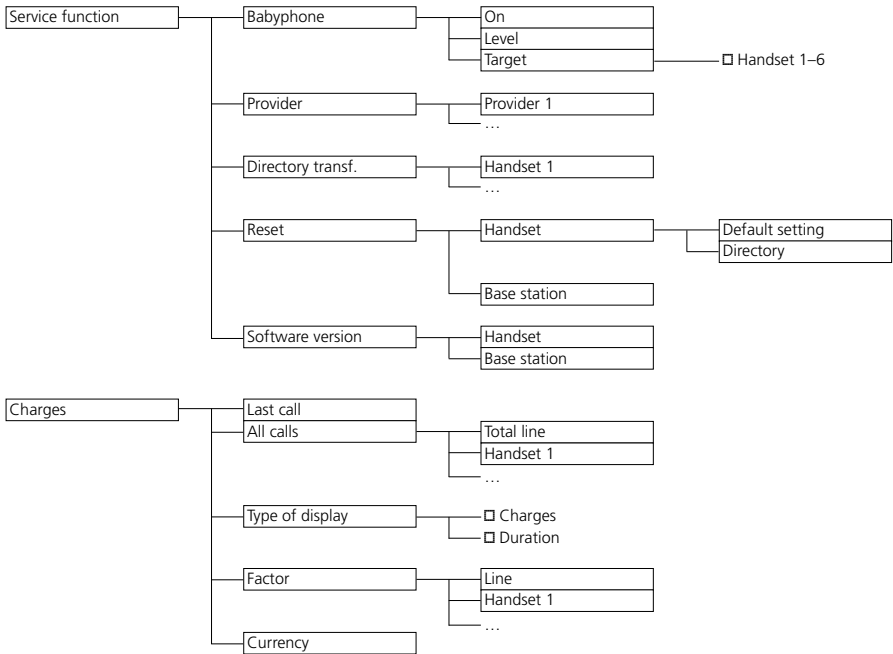 Service function
Babyphone
On
Level
Target
Handset 1–6
Provider
Provider 1
…
Directory transf.
Handset 1
…
Reset
Handset
Default setting
Directory
Base station
Software version
Handset
Base station
Charges
Last call
All calls
Total line
Handset 1
…
Type of display
Charges
Duration
Factor
Line
Handset 1
…
Currency